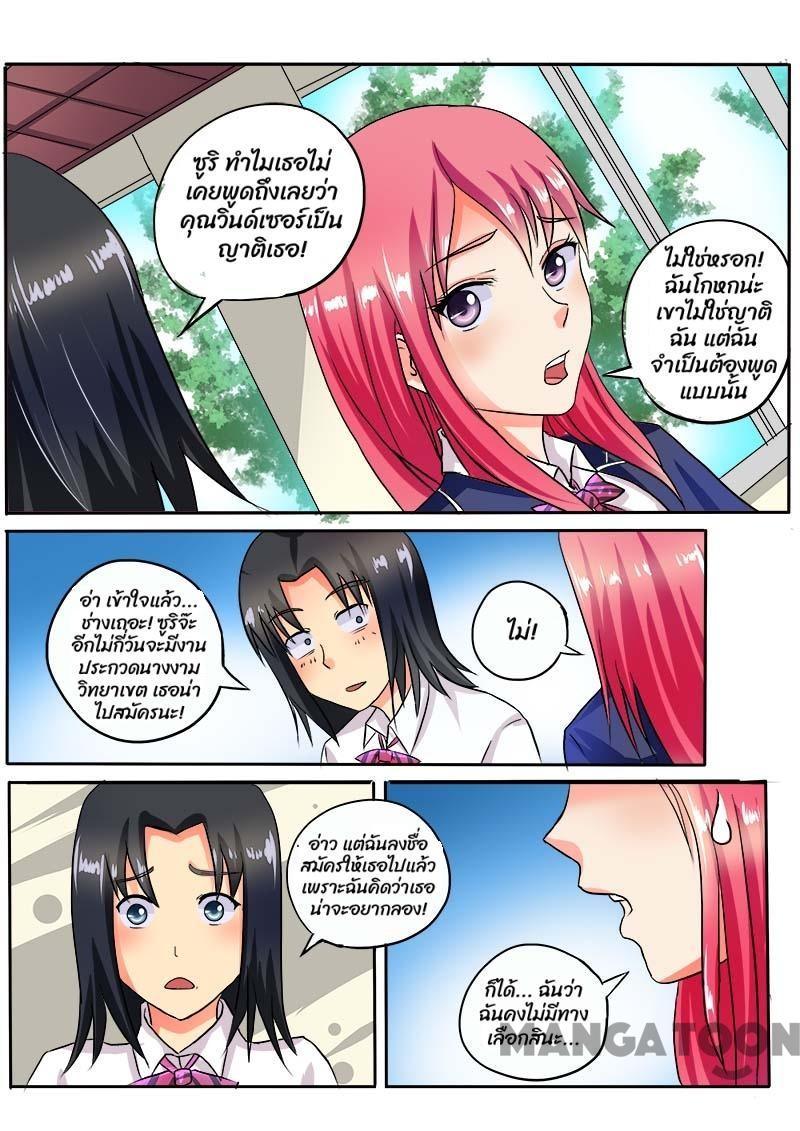 ซูริ ทำไมเธอไม่
เคยพูดถึงเลยว่า
คุณวินด์เซอร์เป็น
ญาติเธอ!
ไม่ใช่หรอก!
ฉันโกหกน่ะ
เขาไม่ใช่ญาติ
ฉัน แต่ฉัน
จำเป็นต้องพูด
แบบนั้น
อ่า เข้าใจแล้ว...
ช่างเถอะ! ซูริจ๊ะ
อีกไม่กี่วันจะมีงาน
ประกวดนางงาม
วิทยาเขต เธอน่า
ไปสมัครนะ!
ไม่!
อ่าว แต่ฉันลงชื่อ
สมัครให้เธอไปแล้ว
เพราะฉันคิดว่าเธอ
น่าจะอยากลอง!
ก็ได้... ฉันว่า
ฉันคงไม่มีทาง
เลือกสินะ...
MANGATOON